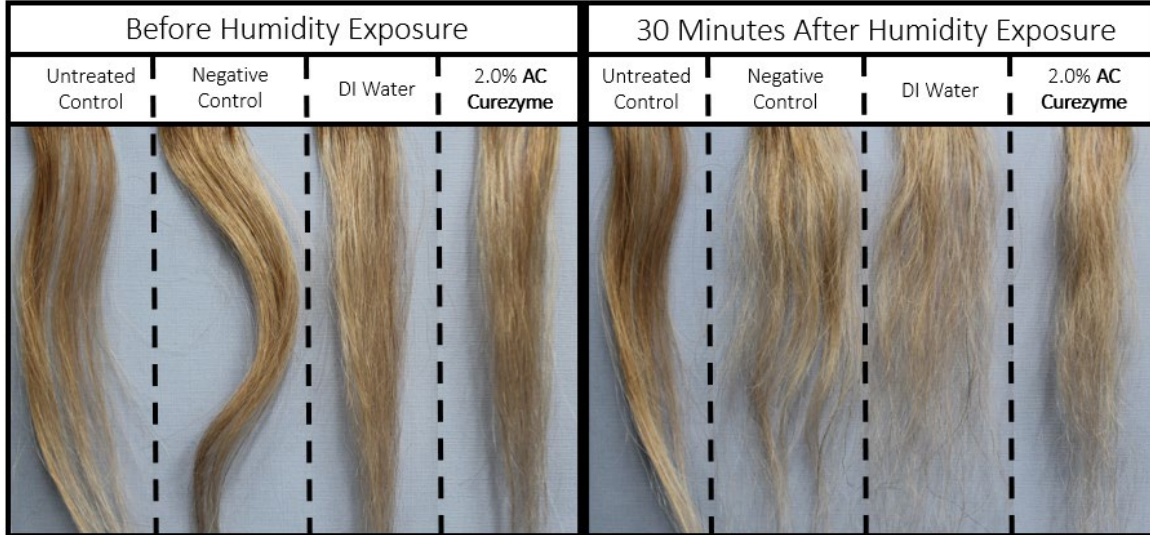 Before Humidity Exposure
Untreated
Control
Negative
Control
DI Water
2.0% AC
Curezyme
30 Minutes After Humidity Exposure
Untreated
Control
Negative
Control
DI Water
2.0% AC
Curezyme